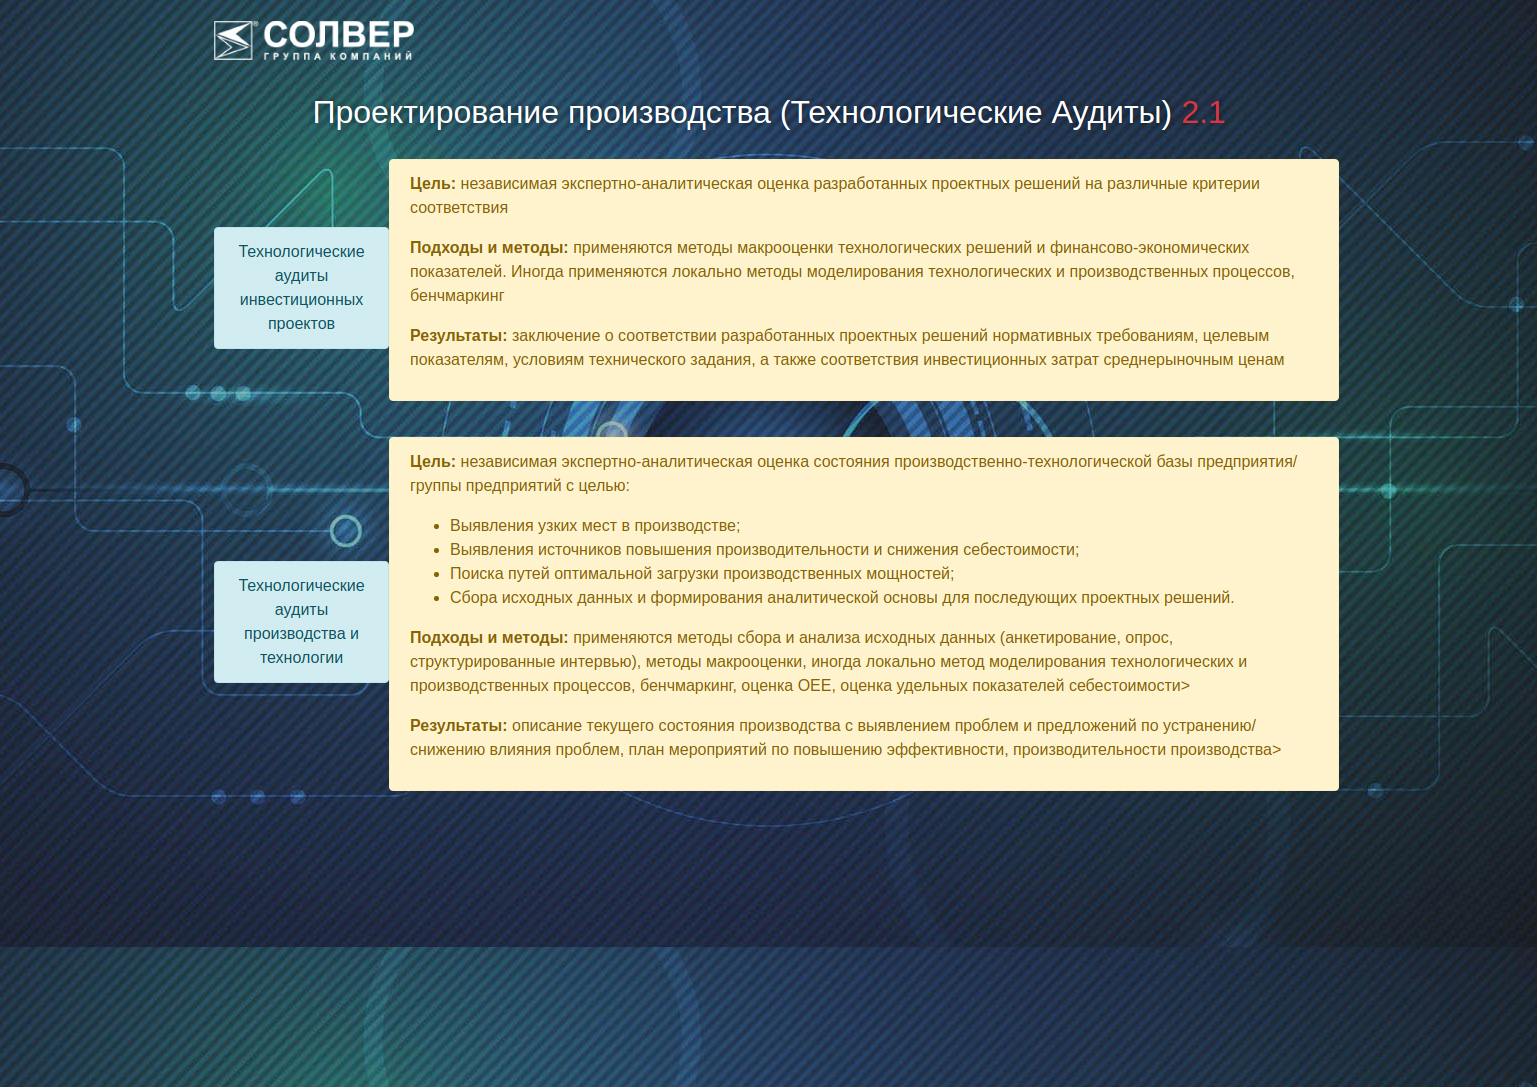 СОЛВЕР®
ГРУППА КОМПАНИЙ
Проектирование производства (Технологические Аудиты) 2.1
Технологические
аудиты
инвестиционных
проектов
Цель: независимая экспертно-аналитическая оценка разработанных проектных решений на различные критерии
соответствия
Подходы и методы: применяются методы макрооценки технологических решений и финансово-экономических
показателей. Иногда применяются локально методы моделирования технологических и производственных процессов,
бенчмаркинг
Результаты: заключение о соответствии разработанных проектных решений нормативных требованиям, целевым
показателям, условиям технического задания, а также соответствия инвестиционных затрат среднерыночным ценам
Технологические
аудиты
производства и
технологии
Цель: независимая экспертно-аналитическая оценка состояния производственно-технологической базы предприятия/
группы предприятий с целью:
• Выявления узких мест в производстве;
• Выявления источников повышения производительности и снижения себестоимости;
• Поиска путей оптимальной загрузки производственных мощностей;
• Сбора исходных данных и формирования аналитической основы для последующих проектных решений.
Подходы и методы: применяются методы сбора и анализа исходных данных (анкетирование, опрос,
структурированные интервью), методы макрооценки, иногда локально метод моделирования технологических и
производственных процессов, бенчмаркинг, оценка OEE, оценка удельных показателей себестоимости>
Результаты: описание текущего состояния производства с выявлением проблем и предложений по устранению/
снижению влияния проблем, план мероприятий по повышению эффективности, производительности производства>